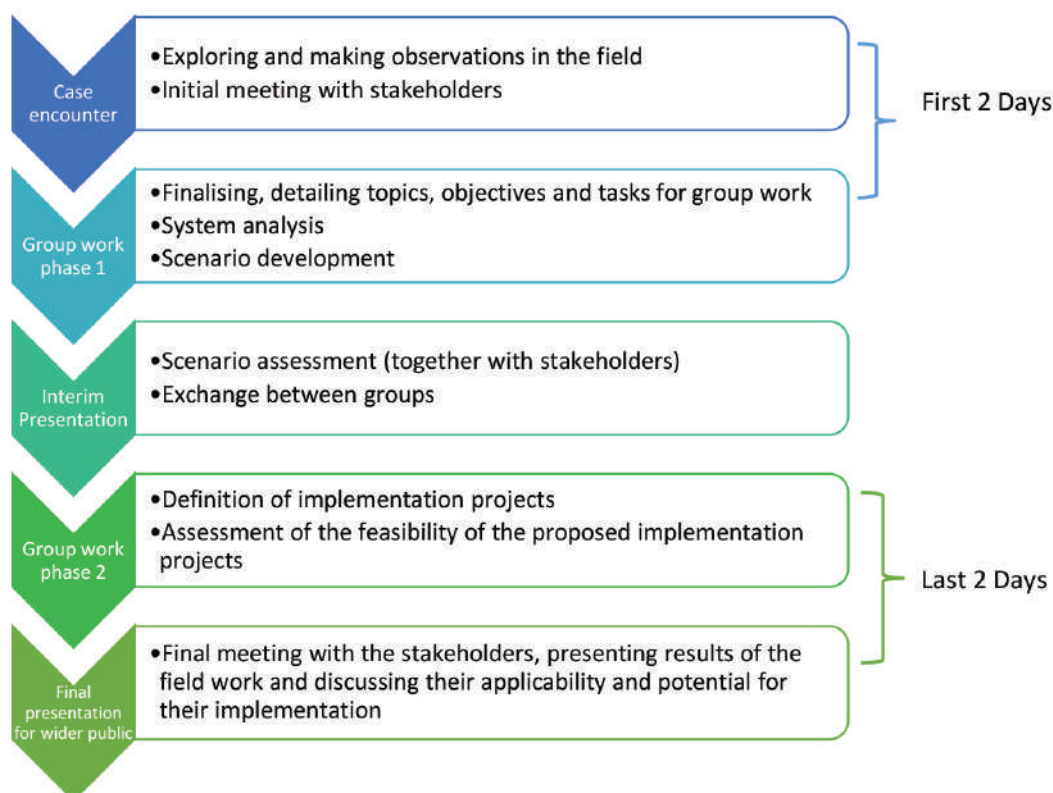 Case
encounter
•Exploring and making observations in the field
•Initial meeting with stakeholders
First 2 Days
Group work
phase 1
•Finalising, detailing topics, objectives and tasks for group work
•System analysis
•Scenario development
Interim
Presentation
•Scenario assessment (together with stakeholders)
•Exchange between groups
Group work
phase 2
•Definition of implementation projects
•Assessment of the feasibility of the proposed implementation
projects
Last 2 Days
Final
presentation
for wider public
•Final meeting with the stakeholders, presenting results of the
field work and discussing their applicability and potential for
their implementation